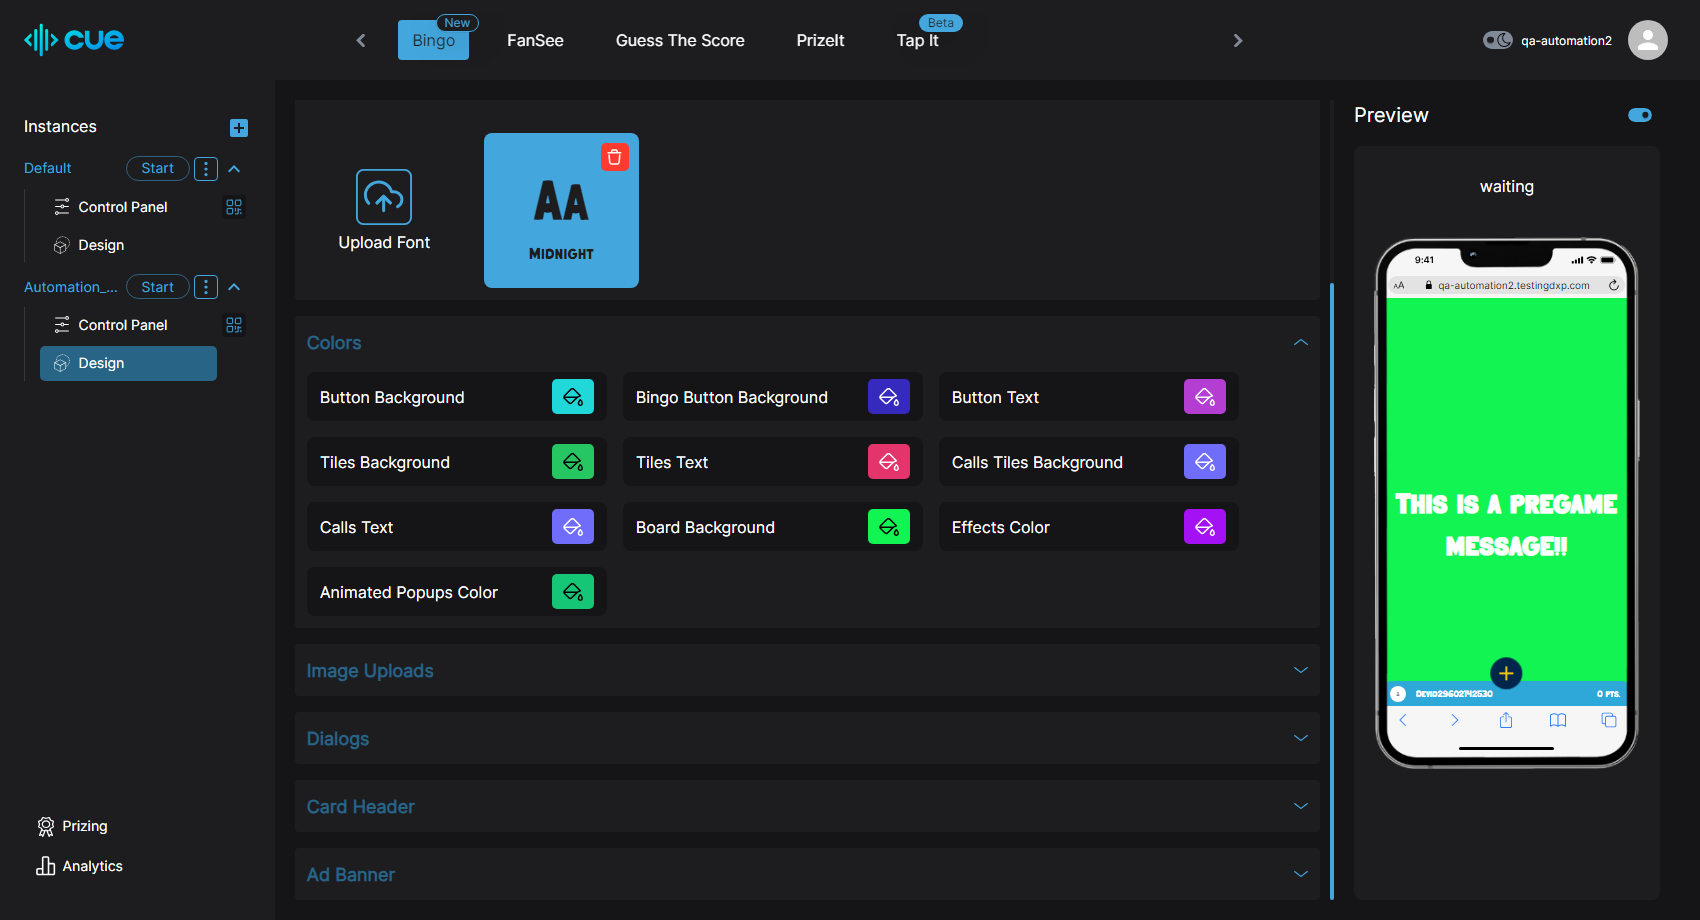 cue
New
Bingo
FanSee
Guess The Score
PrizeIt
Beta
Tap It
qa-automation2
Instances
Default
Start
Control Panel
Design
Automation_...
Start
Control Panel
Design
Prizing
Analytics
Upload Font
AA
MIDNIGHT
Colors
Button Background
Bingo Button Background
Button Text
Tiles Background
Tiles Text
Calls Tiles Background
Calls Text
Board Background
Effects Color
Animated Popups Color
Image Uploads
Dialogs
Card Header
Ad Banner
Preview
waiting
9:41
AA qa-automation2.testingdxp.com
THIS IS A PREGAME
MESSAGE!!
DEVID29602742530
0 PTS.